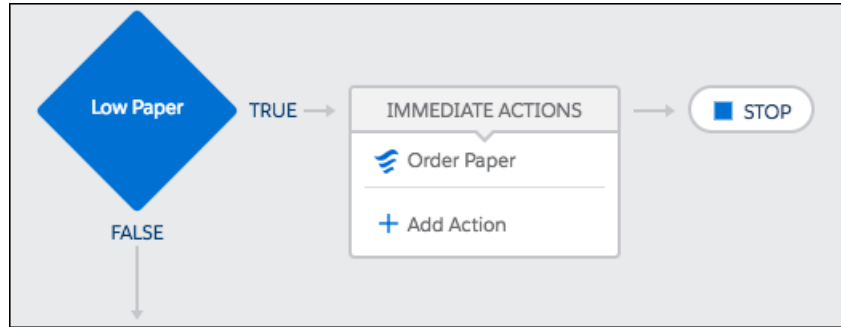 Low Paper
TRUE
IMMEDIATE ACTIONS
STOP
Order Paper
Add Action
FALSE